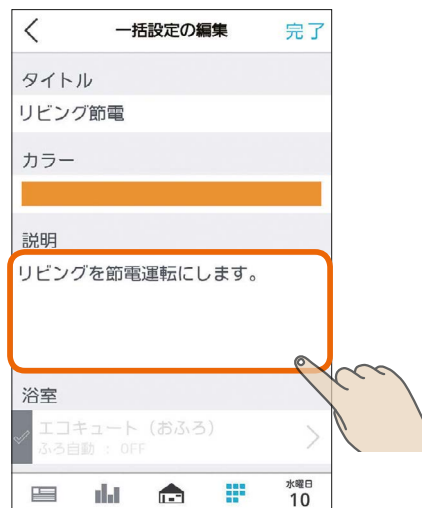 一括設定の編集 完了
タイトル
リビング節電
カラー
説明
リビングを節電運転にします。
浴室
エコキュート（おふろ）
ふろ自動 : OFF
水曜日
10